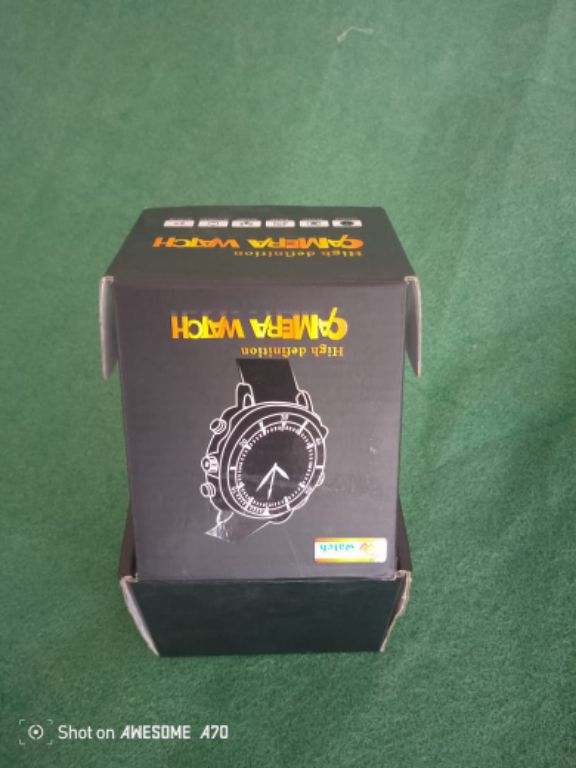 High definition
CAMERA WATCH
High definition
CAMERA WATCH
watch
Shot on AWESOME A70